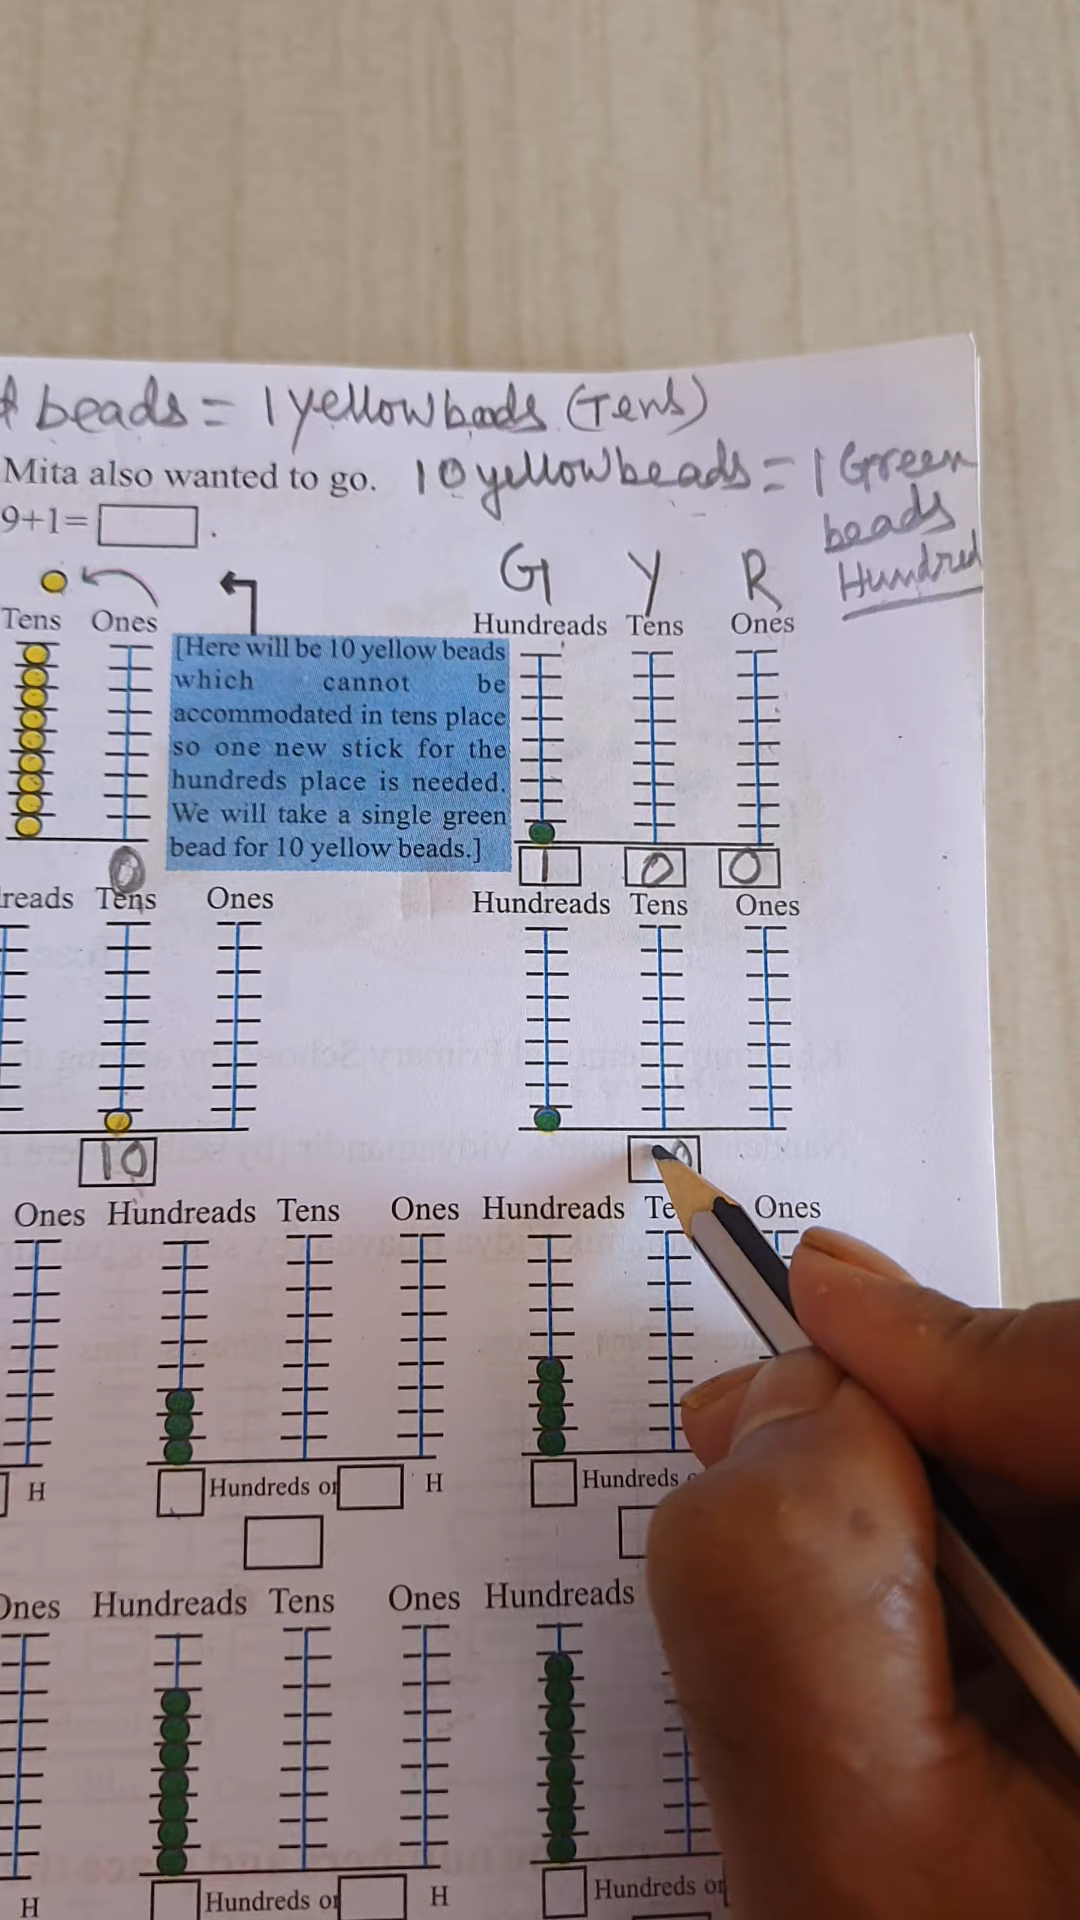 beads = 1 yellow beads (Tens)
Mita also wanted to go. 10 yellow beads = 1 Green
beads
Hundred
9+1= .
G Y R
Tens Ones
Hundreads Tens Ones
[Here will be 10 yellow beads
which cannot be
accommodated in tens place
so one new stick for the
hundreds place is needed.
We will take a single green
bead for 10 yellow beads.]
0
1 0 0
reads Tens Ones Hundreads Tens Ones
10
Ones Hundreads Tens Ones Hundreads Te Ones
H Hundreds or H Hundreds
Ones Hundreads Tens Ones Hundreads
H Hundreds or H Hundreds or